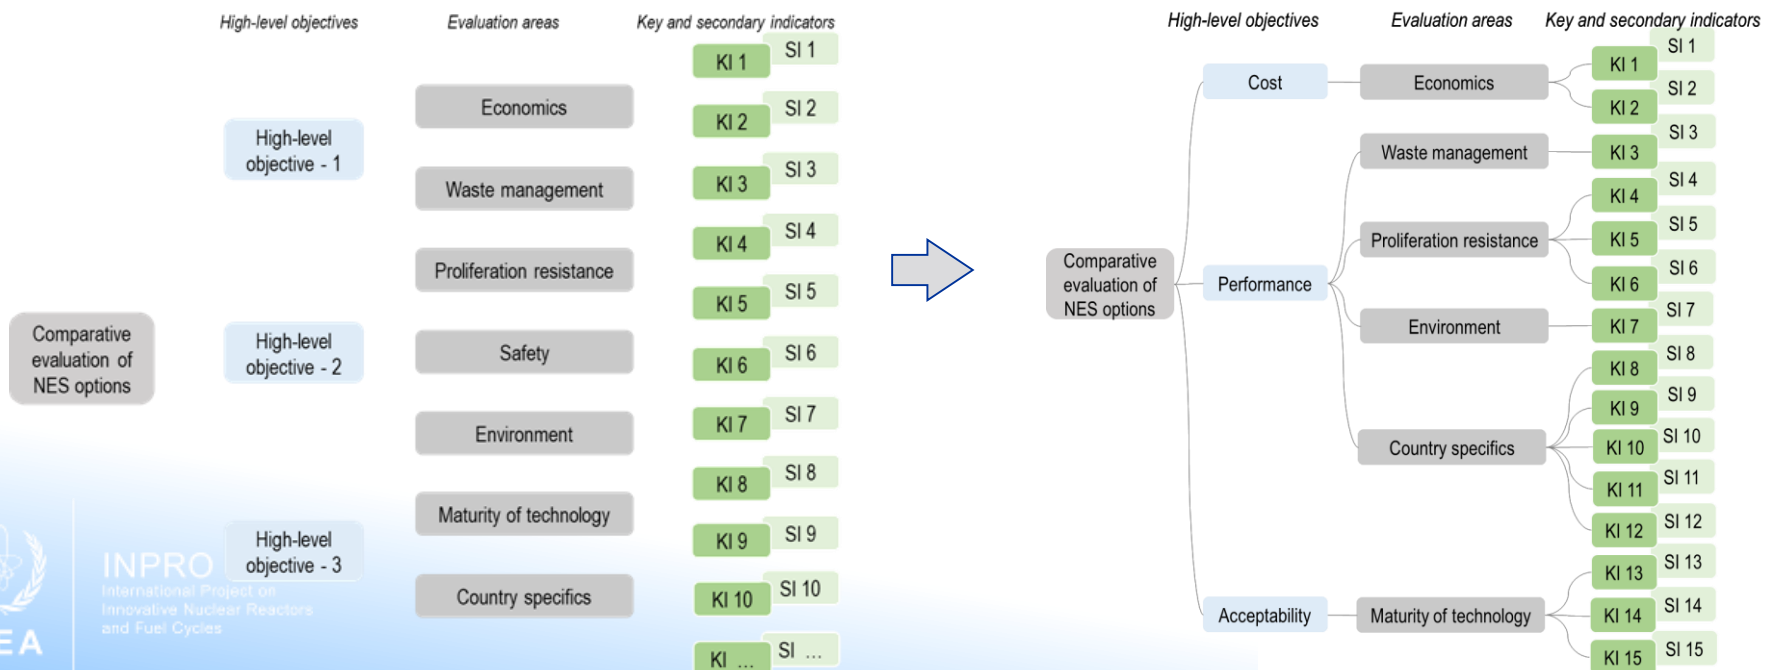 High-level objectives
Evaluation areas
Key and secondary indicators
Comparative
evaluation of
NES options
High-level
objective - 1
High-level
objective - 2
High-level
objective - 3
Economics
Waste management
Proliferation resistance
Safety
Environment
Maturity of technology
Country specifics
KI 1
SI 1
KI 2
SI 2
KI 3
SI 3
KI 4
SI 4
KI 5
SI 5
KI 6
SI 6
KI 7
SI 7
KI 8
SI 8
KI 9
SI 9
KI 10
SI 10
KI ...
SI ...
INPRO
International Project on
Innovative Nuclear Reactors
and Fuel Cycles
EA
High-level objectives
Evaluation areas
Key and secondary indicators
Comparative
evaluation of
NES options
Cost
Performance
Acceptability
Economics
Waste management
Proliferation resistance
Environment
Country specifics
Maturity of technology
KI 1
SI 1
KI 2
SI 2
KI 3
SI 3
KI 4
SI 4
KI 5
SI 5
KI 6
SI 6
KI 7
SI 7
KI 8
SI 8
KI 9
SI 9
KI 10
SI 10
KI 11
SI 11
KI 12
SI 12
KI 13
SI 13
KI 14
SI 14
KI 15
SI 15